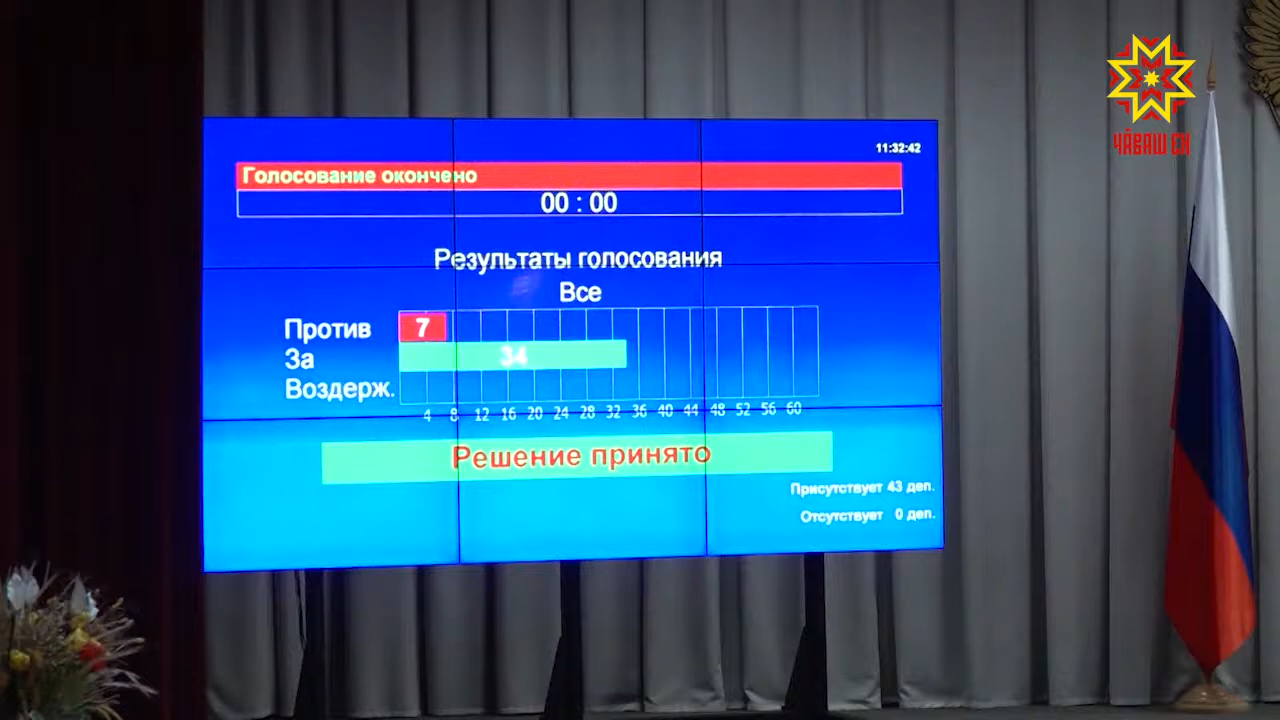 11:32:42
ЧӐВАШ ЕН
Голосование окончено
00 : 00
Результаты голосования
Все
Против 7
За 34
Воздерж.
4 8 12 16 20 24 28 32 36 40 44 48 52 56 60
Решение принято
Присутствует 43 деп.
Отсутствует 0 деп.